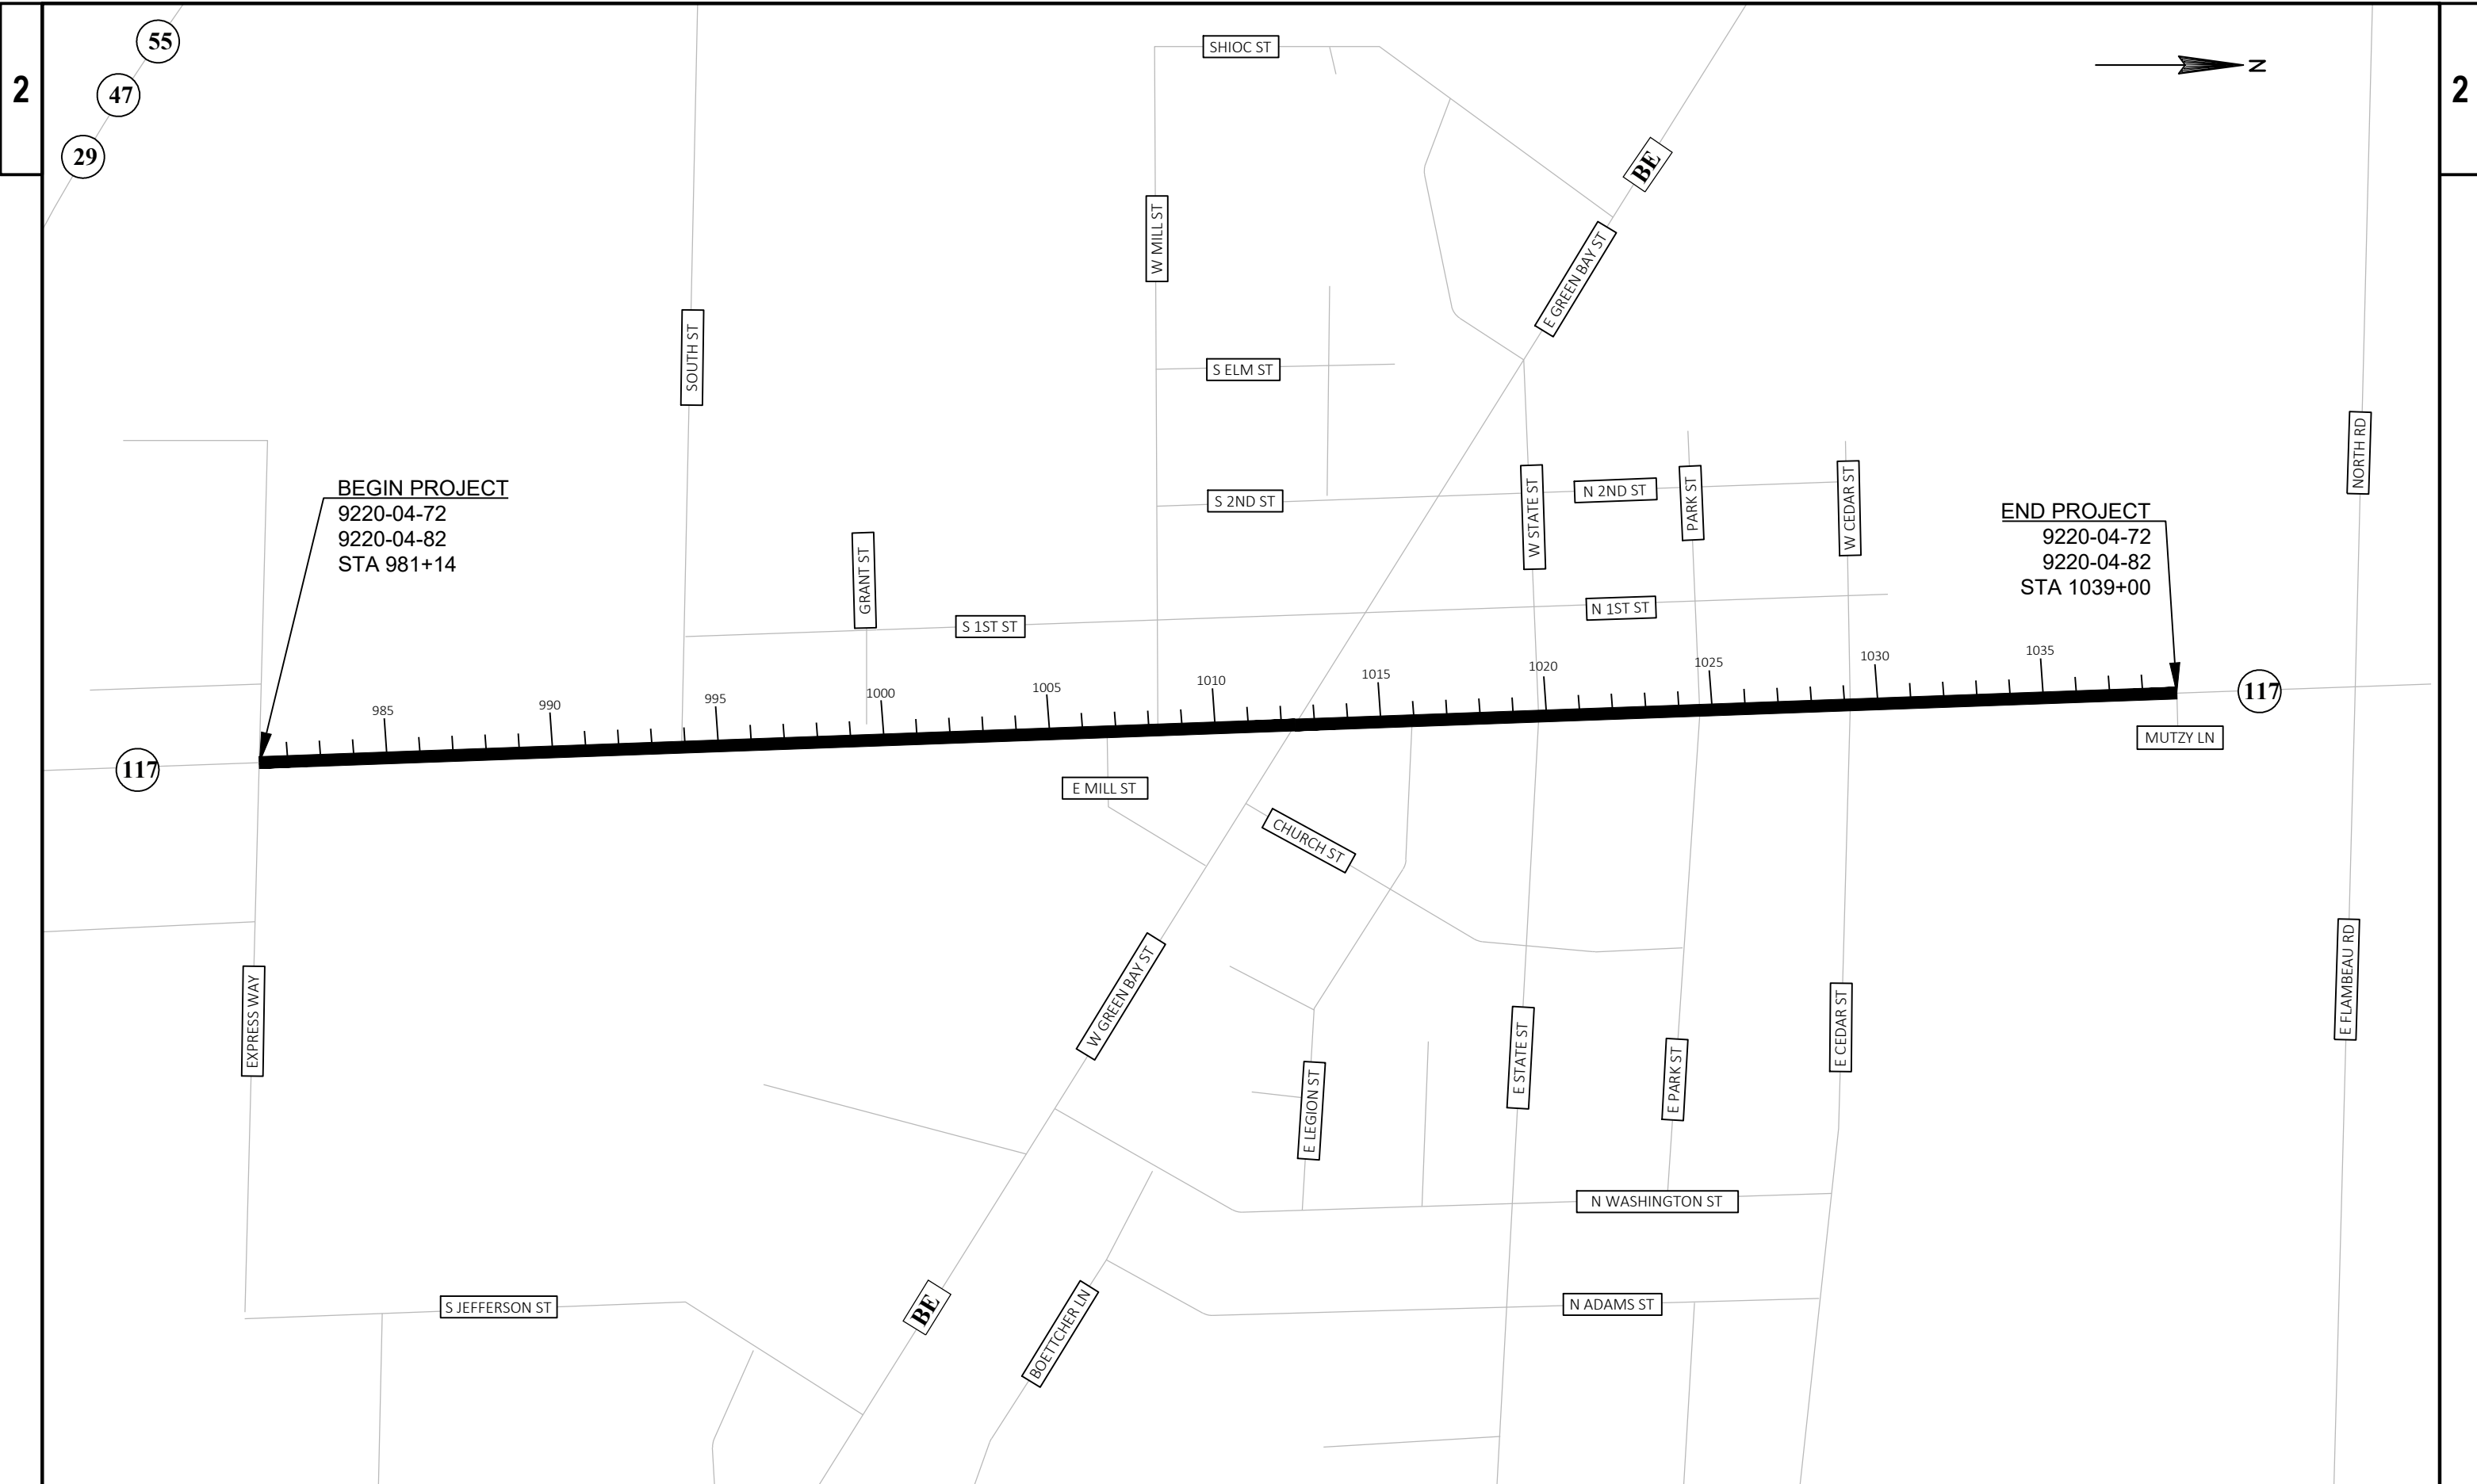 2
2
55
47
29
SHIOC ST
N
BE
W MILL ST
E GREEN BAY ST
SOUTH ST
S ELM ST
NORTH RD
BEGIN PROJECT
9220-04-72
9220-04-82
STA 981+14
S 2ND ST
W STATE ST
N 2ND ST
PARK ST
W CEDAR ST
END PROJECT
9220-04-72
9220-04-82
STA 1039+00
GRANT ST
S 1ST ST
N 1ST ST
985
990
995
1000
1005
1010
1015
1020
1025
1030
1035
117
117
MUTZY LN
E MILL ST
CHURCH ST
EXPRESS WAY
W GREEN BAY ST
E LEGION ST
E STATE ST
E PARK ST
E CEDAR ST
E FLAMBEAU RD
N WASHINGTON ST
S JEFFERSON ST
BE
BOETTCHER LN
N ADAMS ST